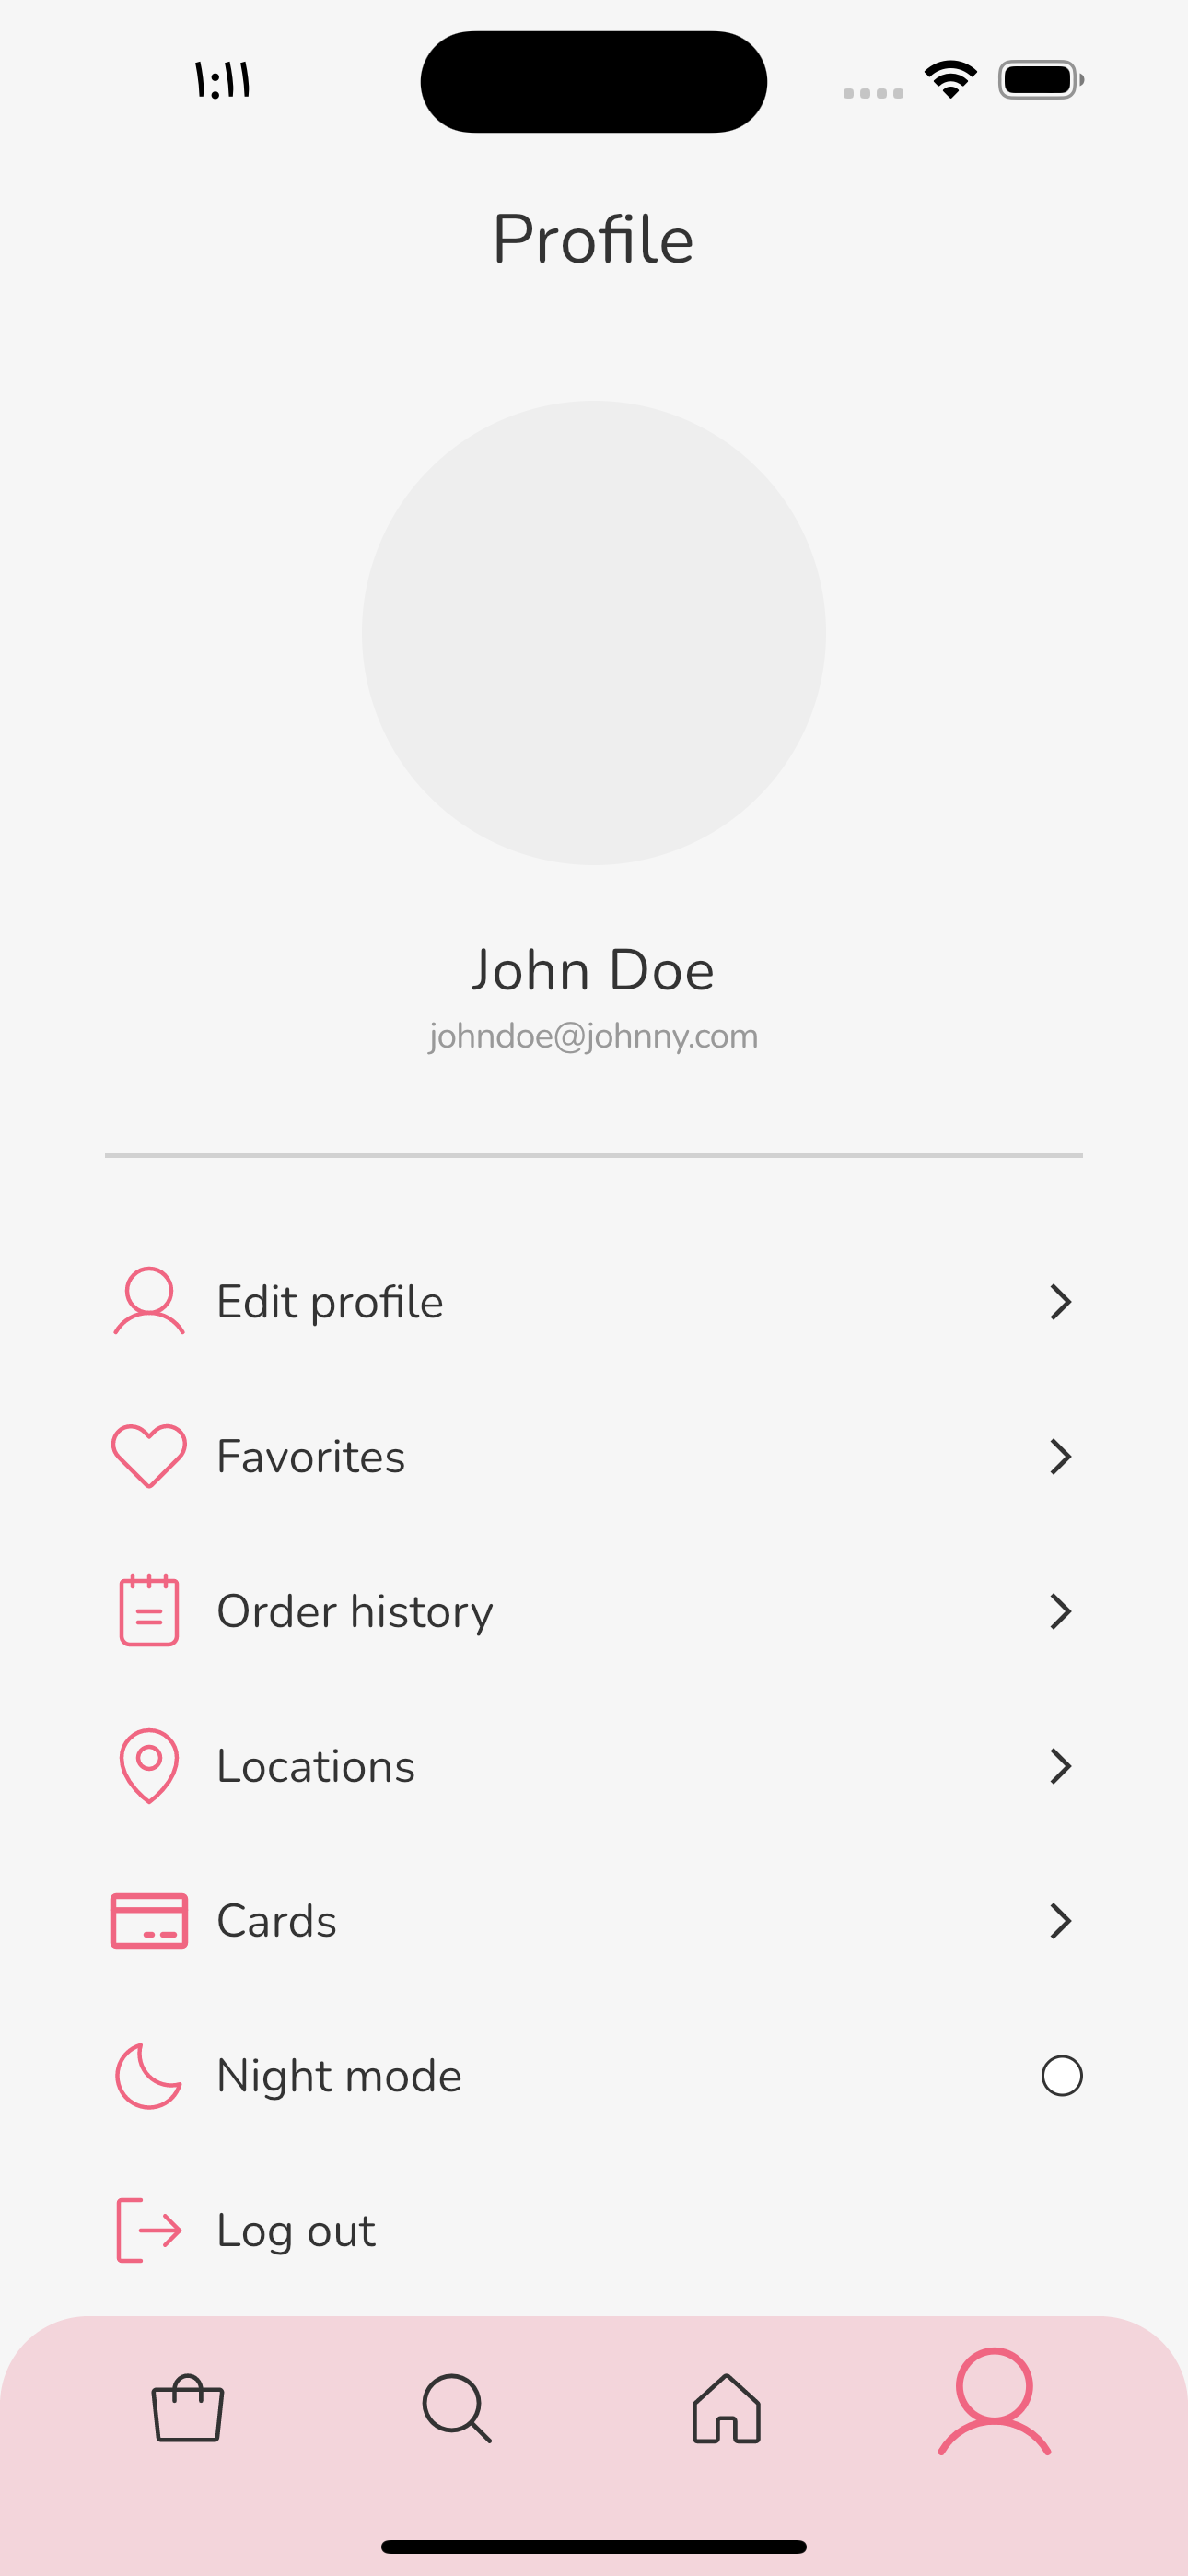 ١:١١
Profile
John Doe
johndoe@johnny.com
Edit profile
Favorites
Order history
Locations
Cards
Night mode
Log out